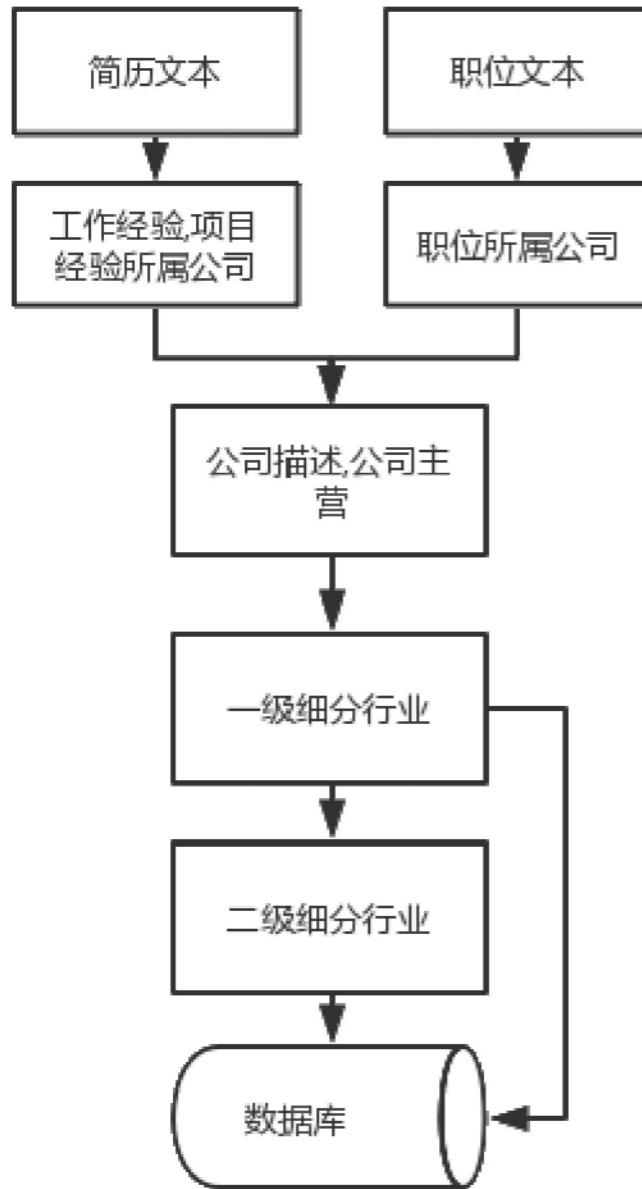 简历文本
职位文本
工作经验,项目
经验所属公司
职位所属公司
公司描述,公司主
营
一级细分行业
二级细分行业
数据库